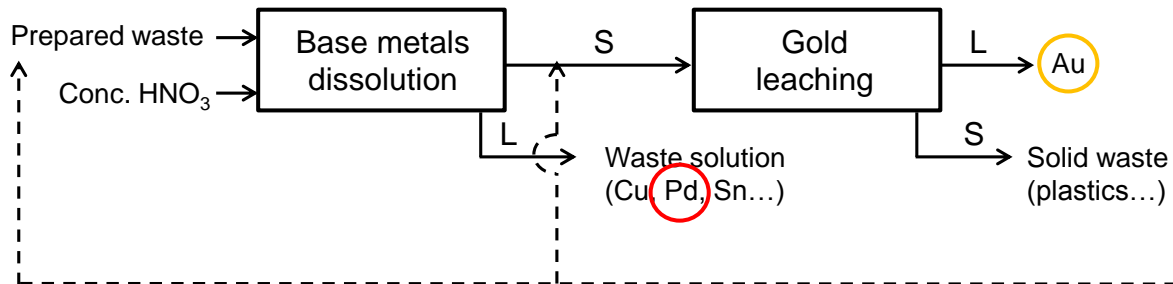 Prepared waste
Conc. HNO₃
Base metals
dissolution
S
L
Waste solution
(Cu, Pd, Sn…)
Gold
leaching
L
Au
S
Solid waste
(plastics…)